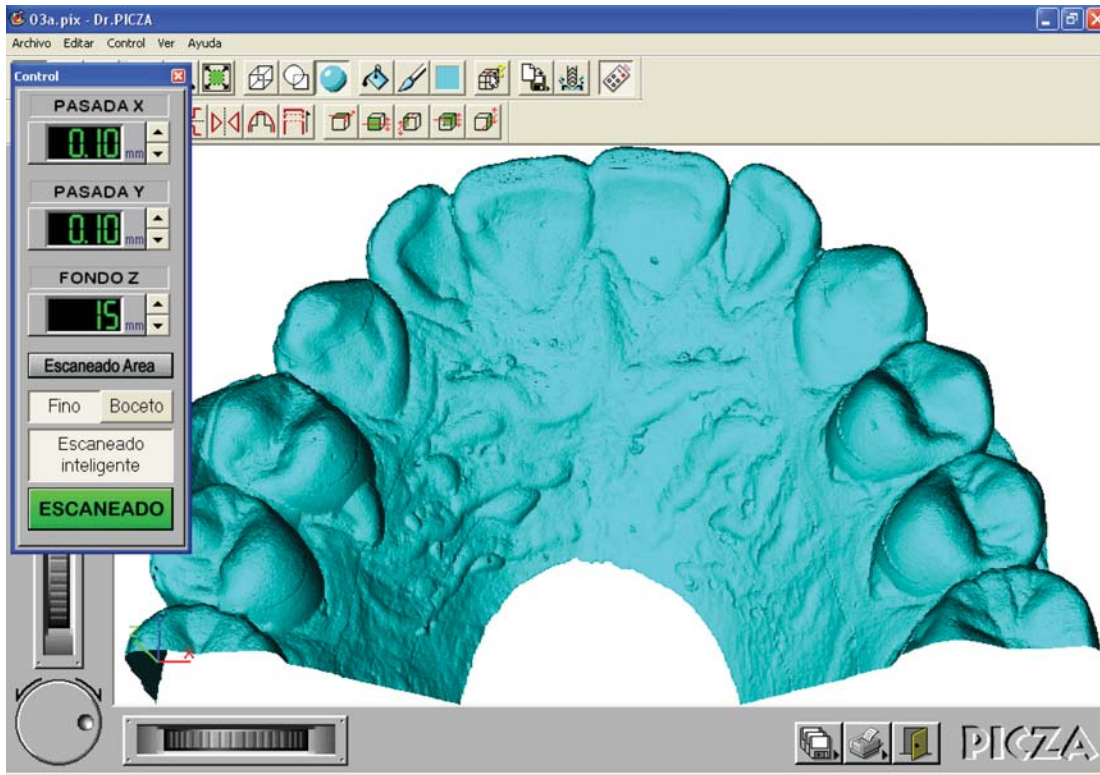 03a.pix - Dr.PICZA
Archivo Editar Control Ver Ayuda
Control
PASADA X
0.10 mm
PASADA Y
0.10 mm
FONDO Z
15 mm
Escaneado Area
Fino Boceto
Escaneado
inteligente
ESCANEADO
X
PICZA